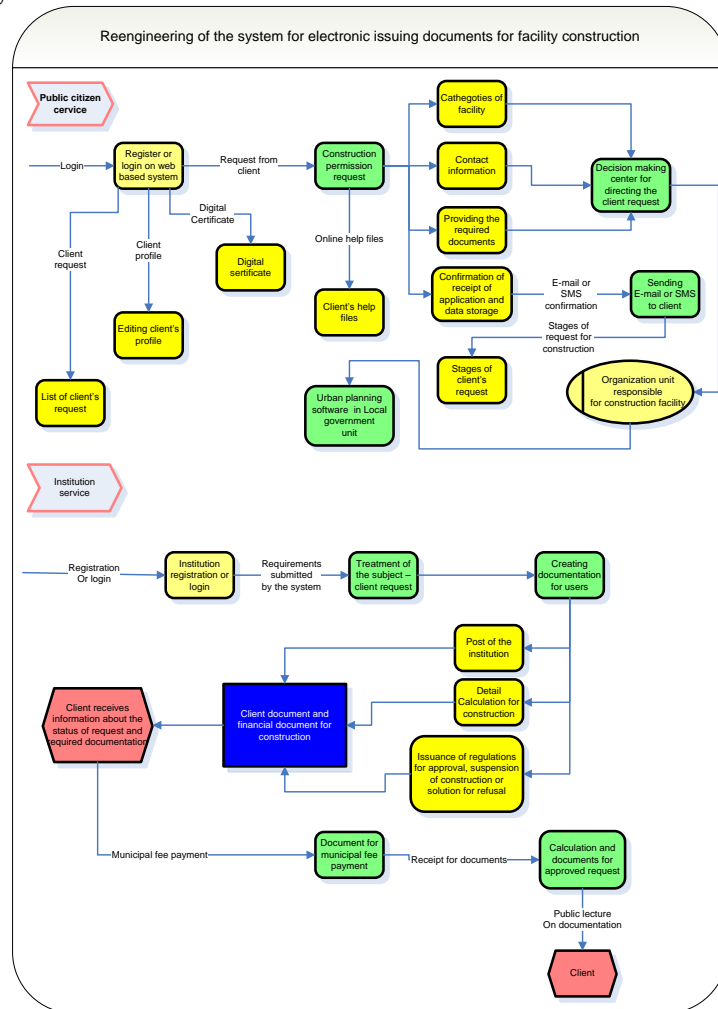 Reengineering of the system for electronic issuing documents for facility construction
Public citizen
cervice
Login
Register or
login on web
based system
Request from
client
Construction
permission
request
Cathegoties of
facility
Contact
information
Providing the
required
documents
Confirmation of
receipt of
application and
data storage
Decision making
center for
directing the
client request
Digital
Certificate
Client
profile
Client
request
Digital
sertificate
Online help files
Client's help
files
E-mail or
SMS
confirmation
Sending
E-mail or SMS
to client
Editing client's
profile
Stages of
request for
construction
Stages of
client's
request
List of client's
request
Urban planning
software in Local
government
unit
Organization unit
responsible
for construction facility
Institution
service
Registration
Or login
Institution
registration or
login
Requirements
submitted
by the system
Treatment of
the subject –
client request
Creating
documentation
for users
Post of the
institution
Detail
Calculation for
construction
Issuance of regulations
for approval, suspension
of construction or
solution for refusal
Client document and
financial document for
construction
Client receives
information about the
status of request and
required documentation
Municipal fee payment
Document for
municipal fee
payment
Receipt for documents
Calculation and
documents for
approved request
Public lecture
On documentation
Client